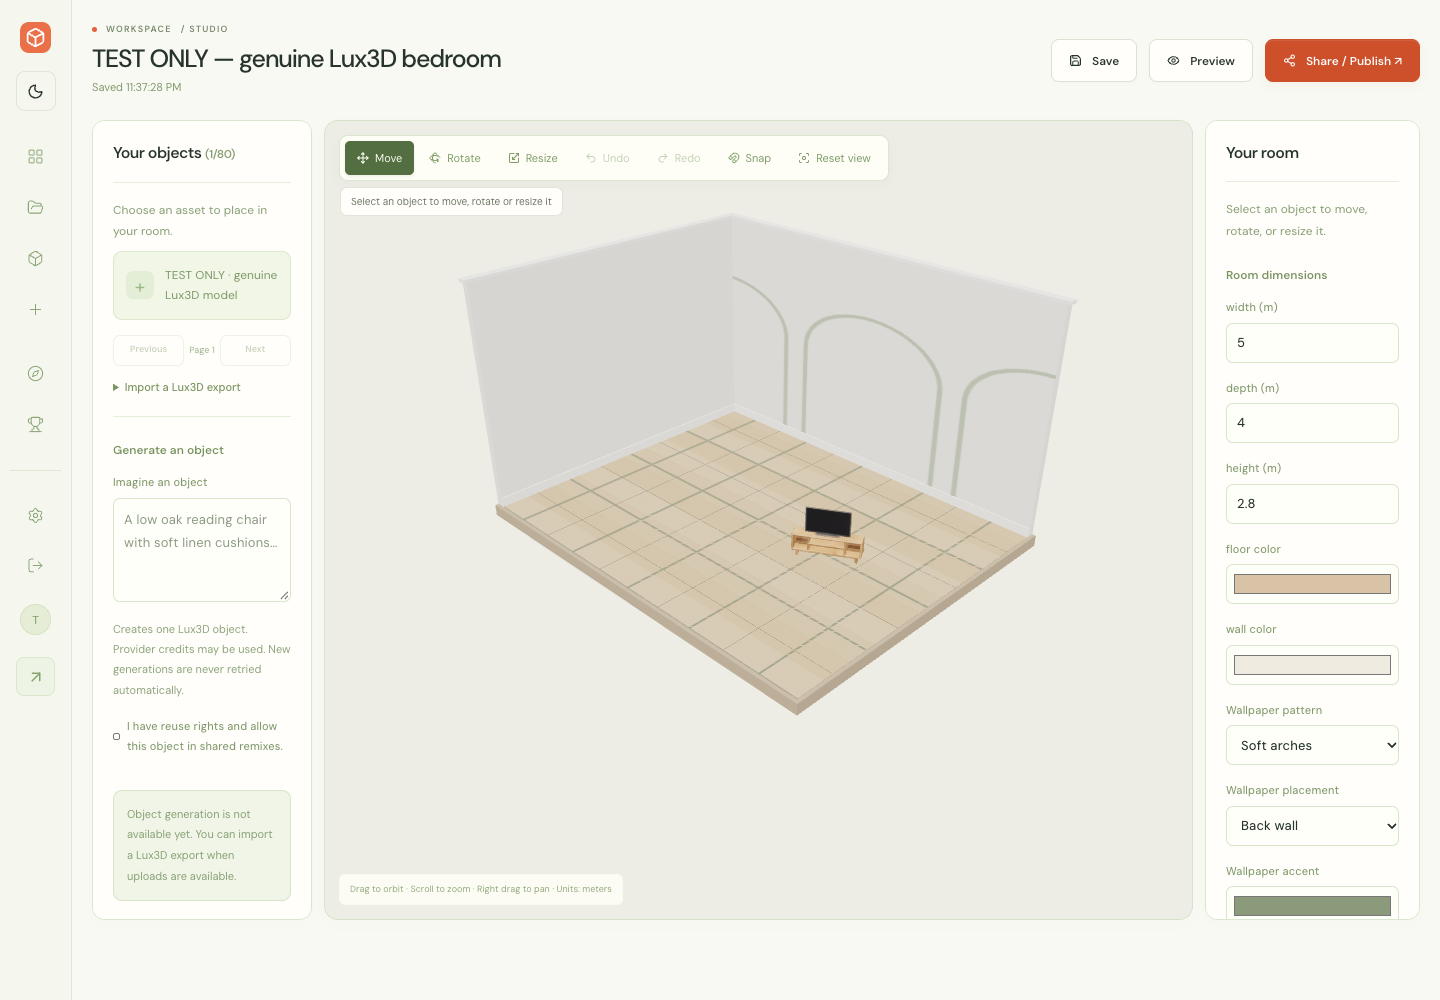 WORKSPACE / STUDIO
TEST ONLY — genuine Lux3D bedroom
Saved 11:37:28 PM
Save
Preview
Share / Publish
Your objects (1/80)
Choose an asset to place in
your room.
TEST ONLY · genuine
Lux3D model
Previous
Page 1
Next
Import a Lux3D export
Generate an object
Imagine an object
A low oak reading chair
with soft linen cushions...
Creates one Lux3D object.
Provider credits may be used. New
generations are never retried
automatically.
I have reuse rights and allow
this object in shared remixes.
Object generation is not
available yet. You can import
a Lux3D export when
uploads are available.
T
Move
Rotate
Resize
Undo
Redo
Snap
Reset view
Select an object to move, rotate or resize it
Drag to orbit · Scroll to zoom · Right drag to pan · Units: meters
Your room
Select an object to move,
rotate, or resize it.
Room dimensions
width (m)
5
depth (m)
4
height (m)
2.8
floor color
wall color
Wallpaper pattern
Soft arches
Wallpaper placement
Back wall
Wallpaper accent